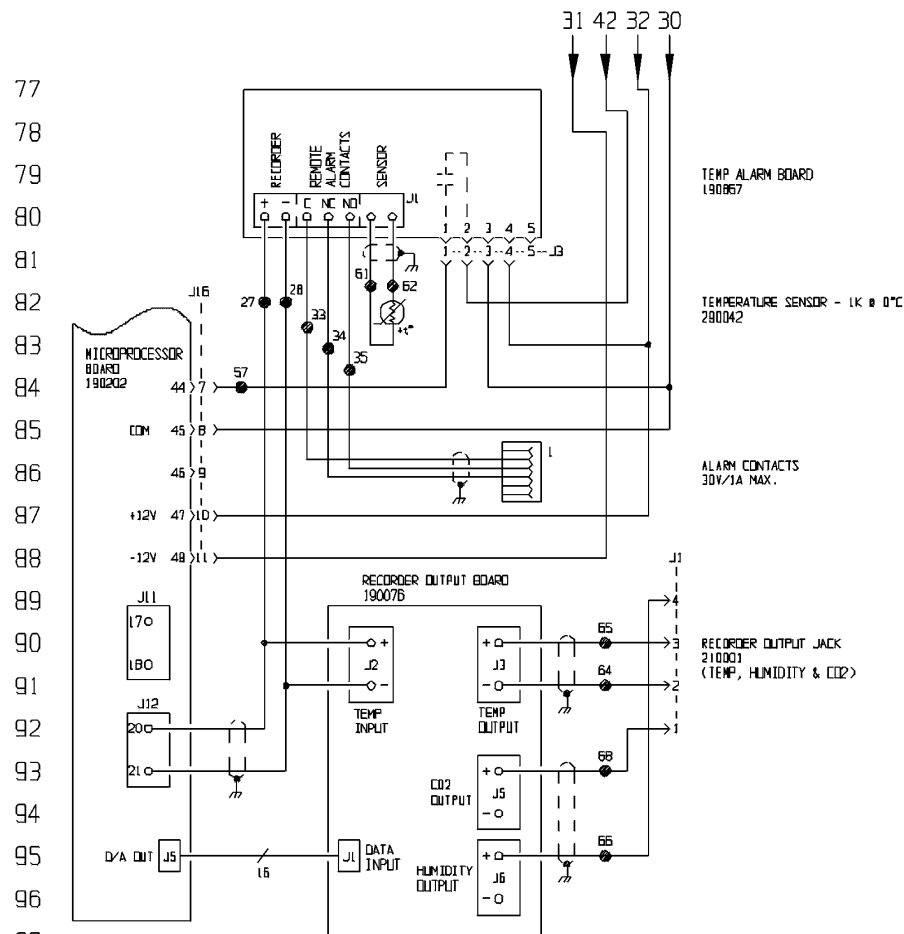 31 42 32 30
77
78
79
80
81
82
83
84
85
86
87
88
89
90
91
92
93
94
95
96
RECORDER
REMOTE
ALARM
CONTACTS
SENSOR
+ - C NC NO
J1
1 2 3 4 5
1 2 3 4 5 J3
TEMP ALARM BOARD
190867
61 62
+t°
TEMPERATURE SENSOR - 1K @ 0°C
290042
J16
27 28
33
34
35
57
MICROPROCESSOR
BOARD
190202
44 7
COM 45 8
46 9
+12V 47 10
-12V 48 11
1
ALARM CONTACTS
30V/1A MAX.
J11
17
18
J12
20
21
D/A OUT J5
16
RECORDER OUTPUT BOARD
190076
+
J2
-
TEMP
INPUT
+
J3
-
TEMP
OUTPUT
CO2
OUTPUT
+
J5
-
J1 DATA
INPUT
HUMIDITY
OUTPUT
+
J6
-
65
64
68
66
J1
4
3
2
1
RECORDER OUTPUT JACK
210001
(TEMP, HUMIDITY & CO2)